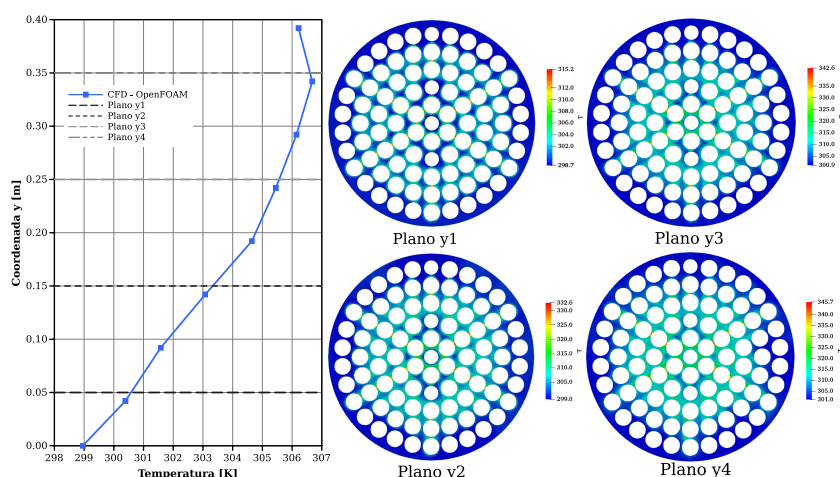 0.40
0.35
0.30
0.25
0.20
0.15
0.10
0.05
0.00
Coordenada y [m]
CFD - OpenFOAM
Plano y1
Plano y2
Plano y3
Plano y4
298 299 300 301 302 303 304 305 306 307
Temperatura [K]
315.2
312.0
310.0
308.0
306.0
304.0
302.0
298.7
T
Plano y1
342.6
335.0
330.0
325.0
320.0
315.0
310.0
300.9
T
Plano y3
332.6
330.0
325.0
320.0
315.0
310.0
305.0
299.0
T
Plano y2
345.7
340.0
335.0
330.0
325.0
320.0
315.0
310.0
301.0
T
Plano y4